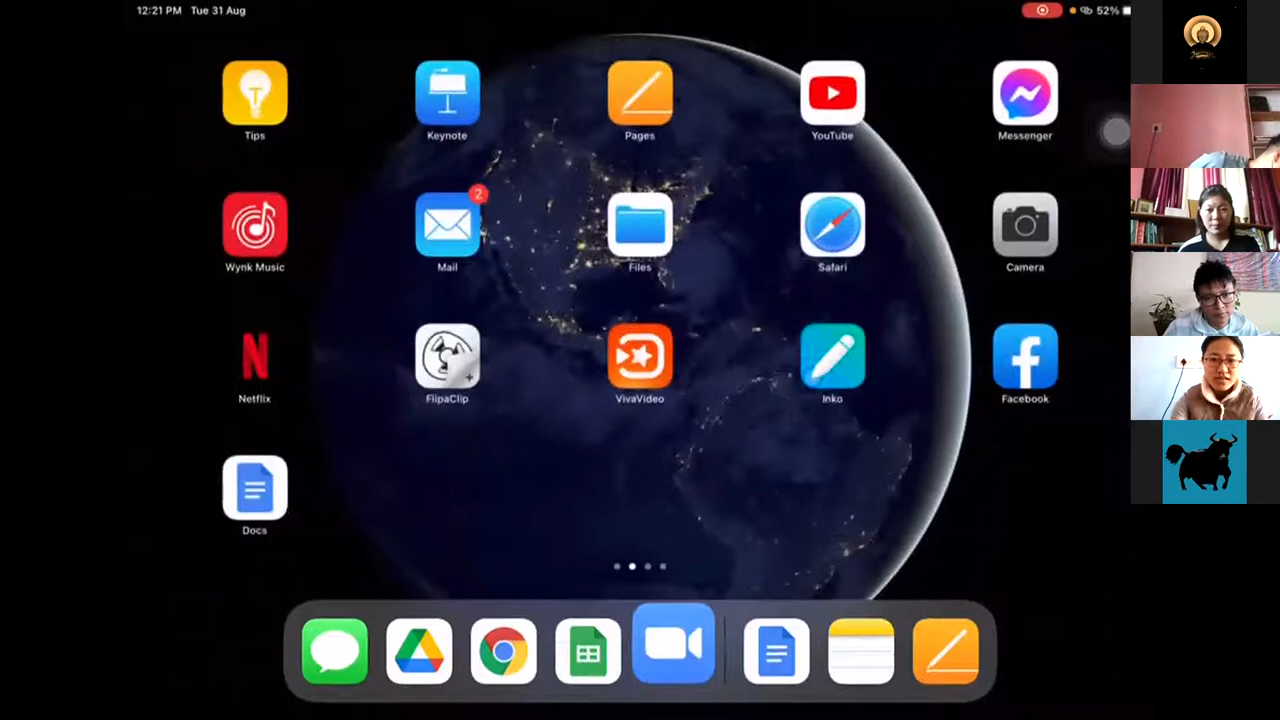 12:21 PM Tue 31 Aug
52%
Tips
Keynote
Pages
YouTube
Messenger
2
Wynk Music
Mail
Files
Safari
Camera
Netflix
FlipaClip
VivaVideo
Inko
Facebook
Docs